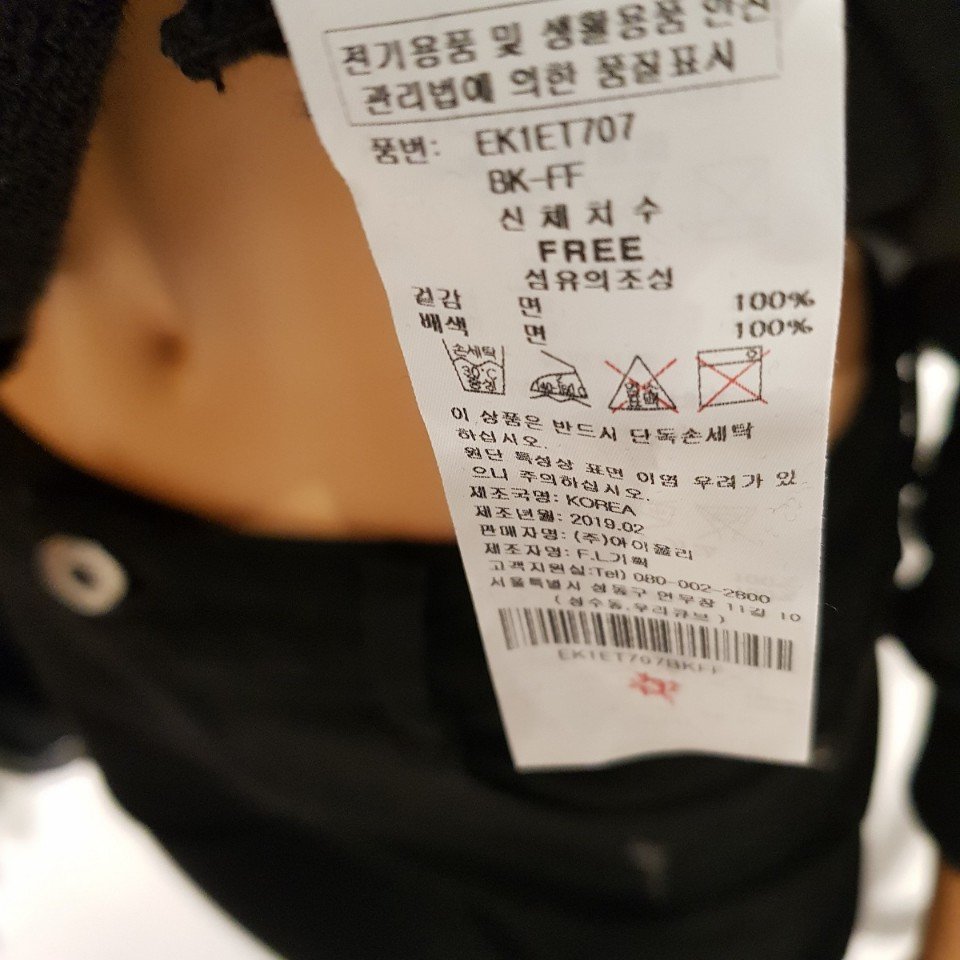 전기용품 및 생활용품 안전
관리법에 의한 품질표시
품번: EK1ET707
BK-FF
신체치수
FREE
섬유의조성
겉감 면 100%
배색 면 100%
손세탁 30°C 중성
이 상품은 반드시 단독손세탁
하십시오.
원단 특성상 표면 이염 우려가 있
으니 주의하십시오.
제조국명: KOREA
제조년월: 2019.02
판매자명: (주)아이올리
제조자명: F.L기획
고객지원실:Tel) 080-002-2800
서울특별시 성동구 연무장 11길 10
(성수동,우리큐브)
EK1ET707BKFF